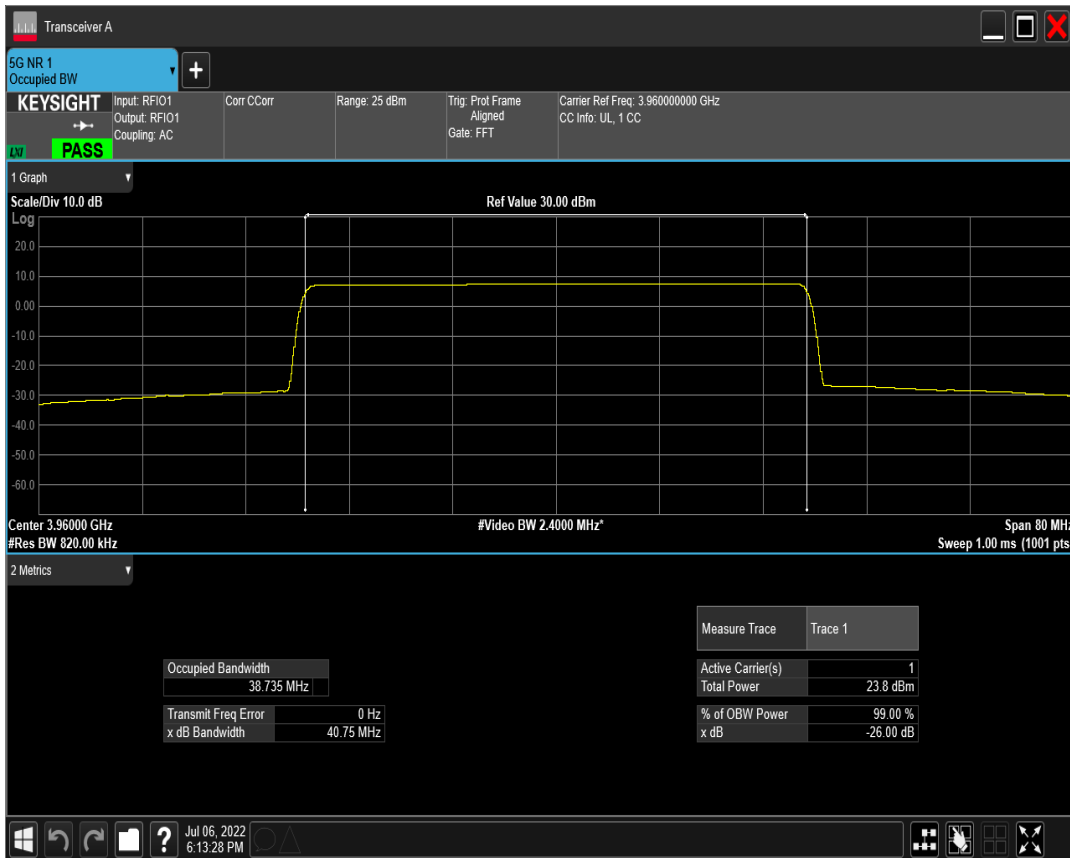 Transceiver A
5G NR 1
Occupied BW
KEYSIGHT
LXI
PASS
Input: RFIO1
Output: RFIO1
Coupling: AC
Corr CCorr
Range: 25 dBm
Trig: Prot Frame
Aligned
Gate: FFT
Carrier Ref Freq: 3.960000000 GHz
CC Info: UL, 1 CC
1 Graph
Scale/Div 10.0 dB
Ref Value 30.00 dBm
Log
20.0
10.0
0.00
-10.0
-20.0
-30.0
-40.0
-50.0
-60.0
Center 3.96000 GHz
#Video BW 2.4000 MHz*
Span 80 MHz
#Res BW 820.00 kHz
Sweep 1.00 ms (1001 pts
2 Metrics
Measure Trace Trace 1
Occupied Bandwidth
38.735 MHz
Transmit Freq Error 0 Hz
x dB Bandwidth 40.75 MHz
Active Carrier(s) 1
Total Power 23.8 dBm
% of OBW Power 99.00 %
x dB -26.00 dB
?
Jul 06, 2022
6:13:28 PM